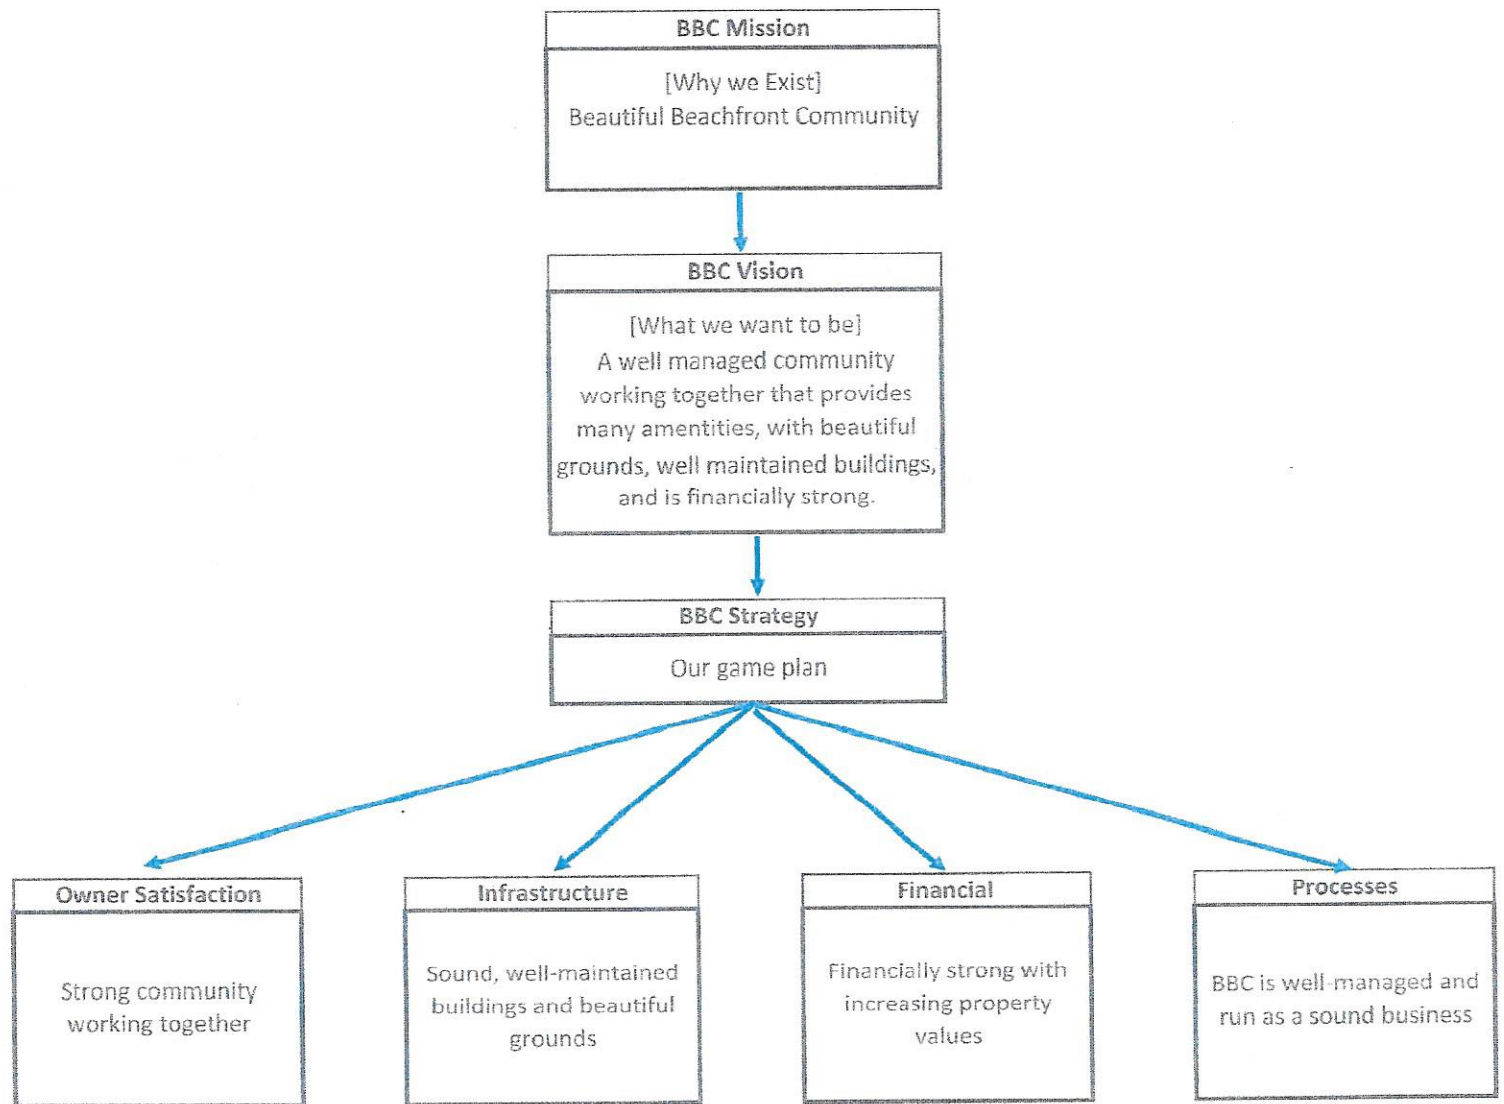 BBC Mission
[Why we Exist]
Beautiful Beachfront Community
BBC Vision
[What we want to be]
A well managed community
working together that provides
many amentities, with beautiful
grounds, well maintained buildings,
and is financially strong.
BBC Strategy
Our game plan
Owner Satisfaction
Strong community
working together
Infrastructure
Sound, well-maintained
buildings and beautiful
grounds
Financial
Financially strong with
increasing property
values
Processes
BBC is well-managed and
run as a sound business